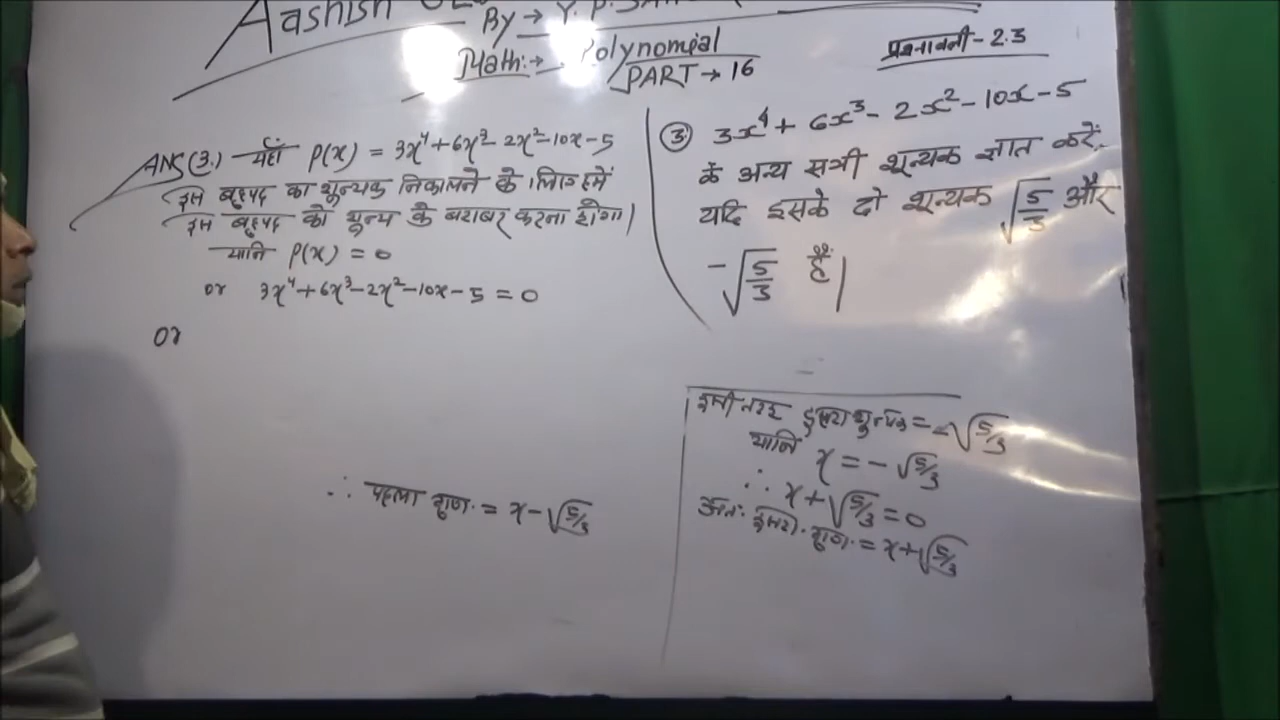 Aashish
By → Y. P.
Math:→ Polynomial
PART → 16
प्रश्नावली - 2.3
ANS (3.) यहाँ P(x) = 3x⁴ + 6x³ - 2x² - 10x - 5
इस बहुपद का शून्यक निकालने के लिए हमें
इस बहुपद को शून्य के बराबर करना होगा।
यानि P(x) = 0
or 3x⁴ + 6x³ - 2x² - 10x - 5 = 0
or
∴ पहला गुण. = x - √5/3
③ 3x⁴ + 6x³ - 2x² - 10x - 5
के अन्य सभी शून्यक ज्ञात करें,
यदि इसके दो शून्यक √5/3 और
- √5/3 हैं।
इसी तरह दूसरा शून्यक = -√5/3
यानि x = - √5/3
∴ x + √5/3 = 0
अतः दूसरा. गुण. = x + √5/3